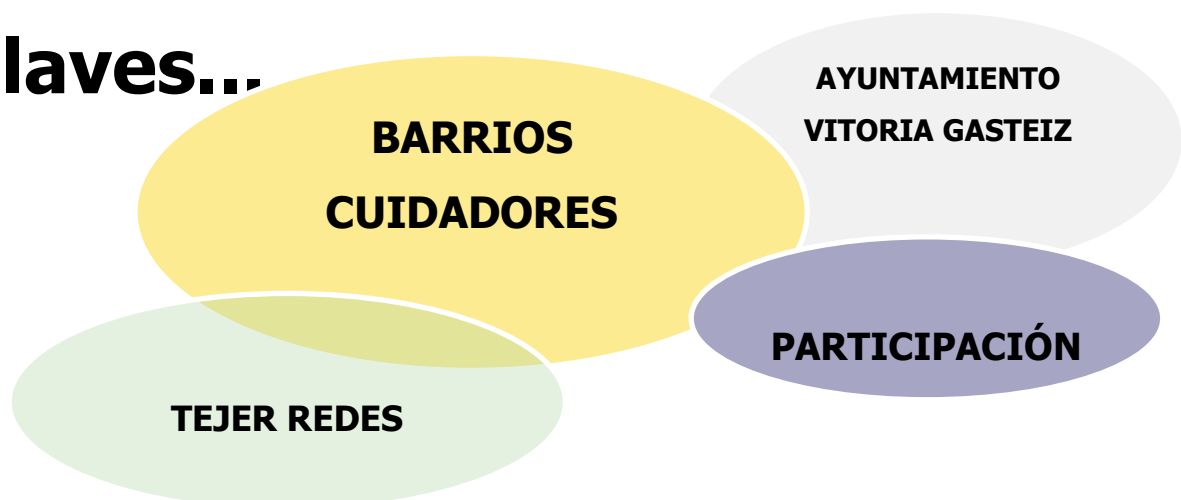 laves...
AYUNTAMIENTO
VITORIA GASTEIZ
BARRIOS
CUIDADORES
PARTICIPACIÓN
TEJER REDES